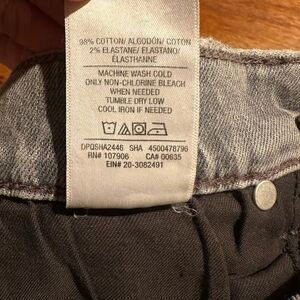 98% COTTON/ ALGODÓN/ COTON
2% ELASTANE/ ELASTANO/
ÉLASTHANNE
MACHINE WASH COLD
ONLY NON-CHLORINE BLEACH
WHEN NEEDED
TUMBLE DRY LOW
COOL IRON IF NEEDED
DPQSHA2446 SHA 4500478796
RN# 107906 CA# 00635
EIN# 20-3082491